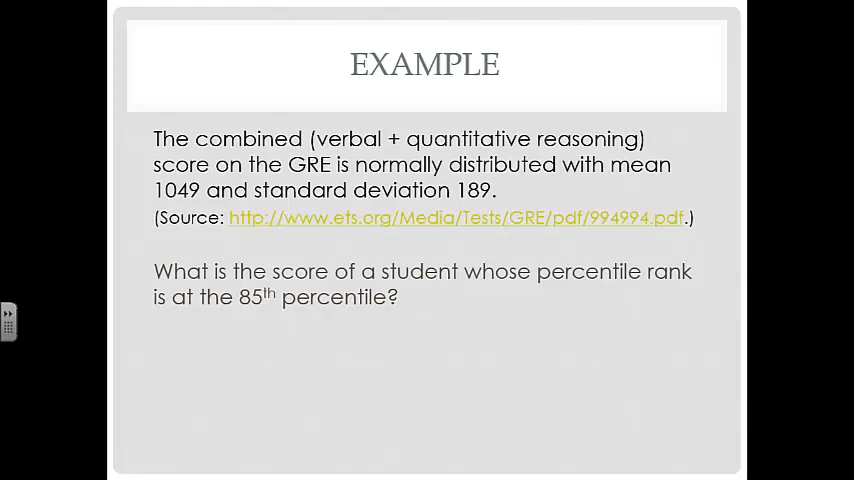 EXAMPLE
The combined (verbal + quantitative reasoning)
score on the GRE is normally distributed with mean
1049 and standard deviation 189.
(Source: http://www.ets.org/Media/Tests/GRE/pdf/994994.pdf.)
What is the score of a student whose percentile rank
is at the 85th percentile?